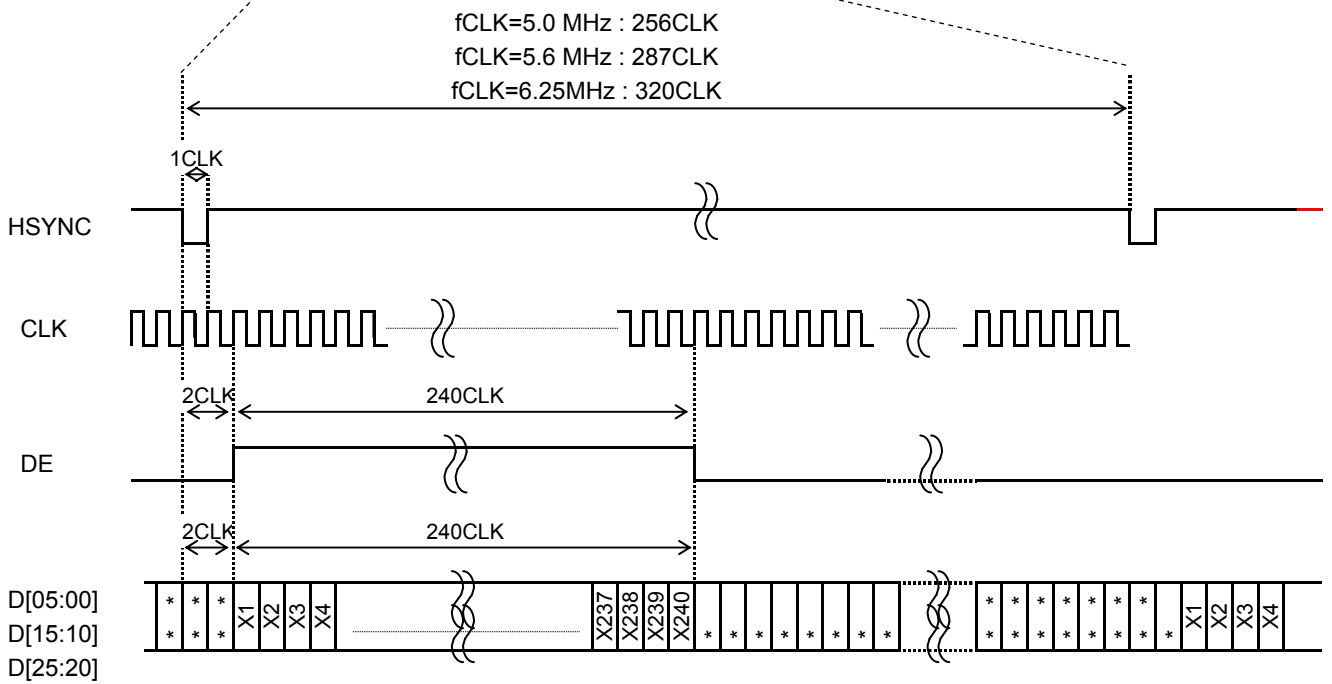 fCLK=5.0 MHz : 256CLK
fCLK=5.6 MHz : 287CLK
fCLK=6.25MHz : 320CLK
1CLK
HSYNC
CLK
2CLK 240CLK
DE
2CLK 240CLK
D[05:00]
D[15:10]
D[25:20]
* * * X1 X2 X3 X4 X237 X238 X239 X240 * * * * * * * * X1 X2 X3 X4
* * * * * * * * * * * * * * * * * * *